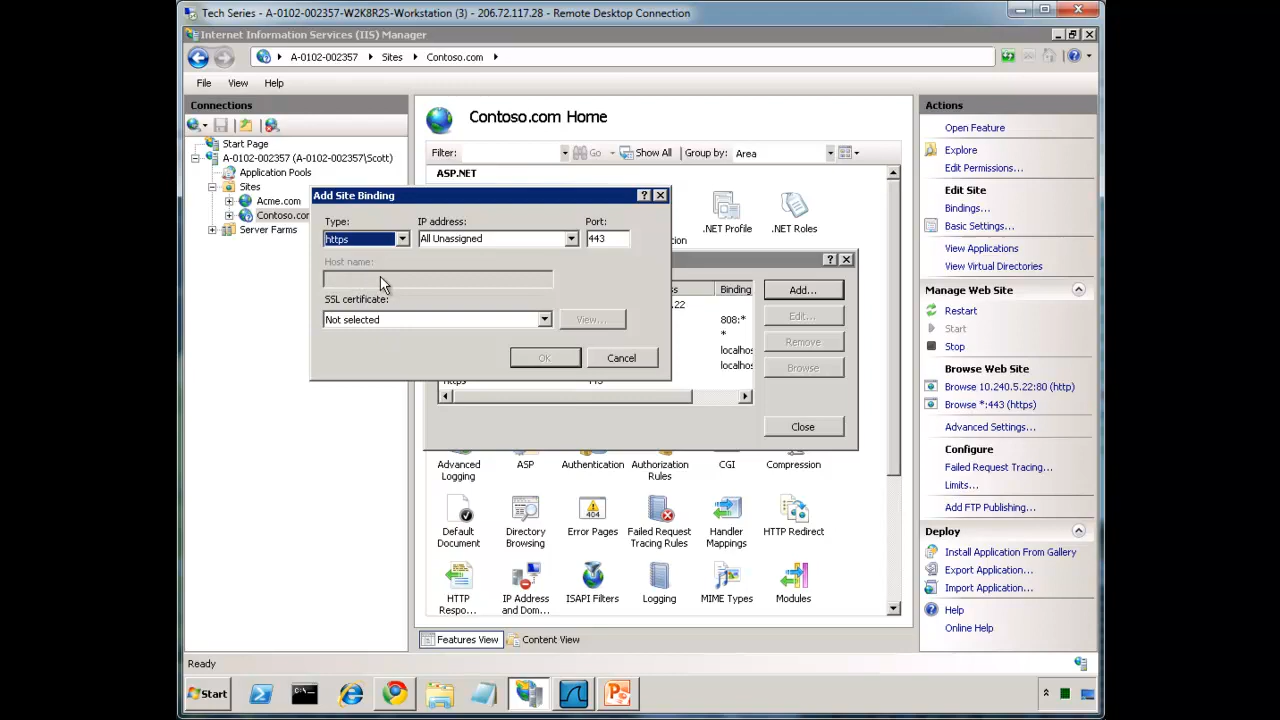 Tech Series - A-0102-002357-W2K8R2S-Workstation (3) - 206.72.117.28 - Remote Desktop Connection
Internet Information Services (IIS) Manager
A-0102-002357 Sites Contoso.com
File View Help
Connections
Start Page
A-0102-002357 (A-0102-002357\Scott)
Application Pools
Sites
Acme.com
Contoso.com
Server Farms
Contoso.com Home
Filter: Go Show All Group by: Area
ASP.NET
.NET Profile .NET Roles
Add Site Binding
Type: IP address: Port:
https All Unassigned 443
Host name:
SSL certificate:
Not selected View...
OK Cancel
Binding
.22
808:*
*
localhos
localhos
https 443
Add...
Edit...
Remove
Browse
Close
Advanced Logging ASP Authentication Authorization Rules CGI Compression
Default Document Directory Browsing Error Pages Failed Request Tracing Rules Handler Mappings HTTP Redirect
404
HTTP Respo... IP Address and Dom... ISAPI Filters Logging MIME Types Modules
Features View Content View
Actions
Open Feature
Explore
Edit Permissions...
Edit Site
Bindings...
Basic Settings...
View Applications
View Virtual Directories
Manage Web Site
Restart
Start
Stop
Browse Web Site
Browse 10.240.5.22:80 (http)
Browse *:443 (https)
Advanced Settings...
Configure
Failed Request Tracing...
Limits...
Add FTP Publishing...
Deploy
Install Application From Gallery
Export Application...
Import Application...
Help
Online Help
Ready
Start